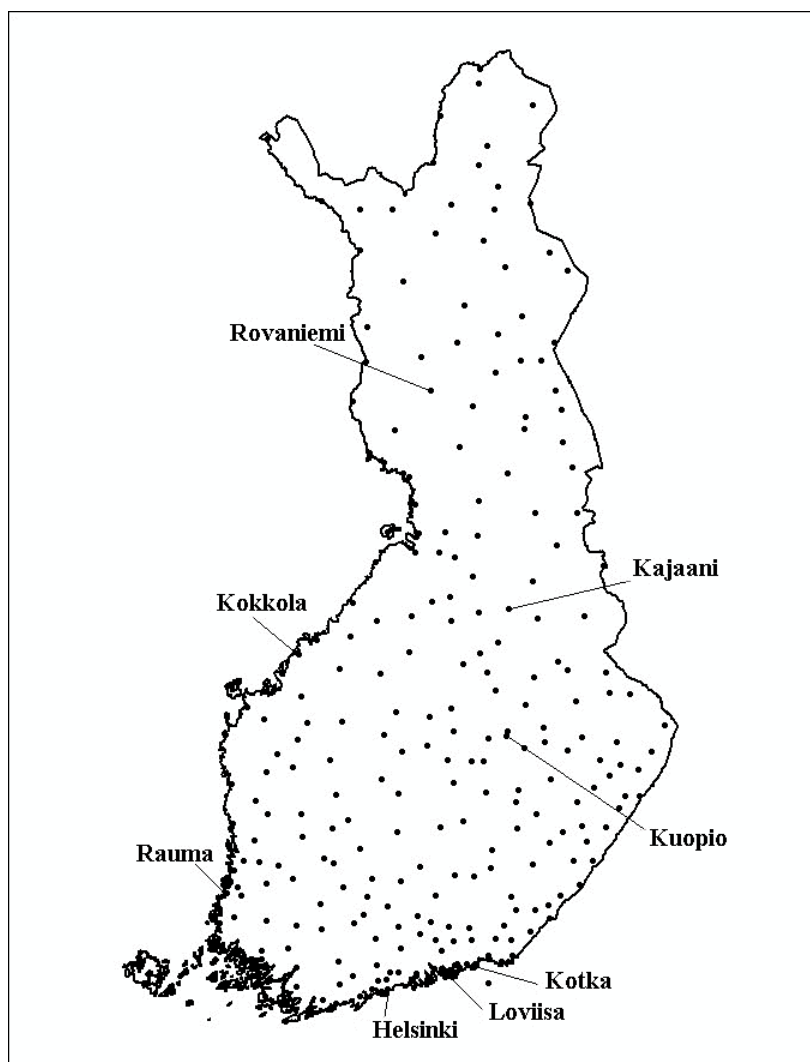 Rovaniemi
Kajaani
Kokkola
Kuopio
Rauma
Kotka
Loviisa
Helsinki